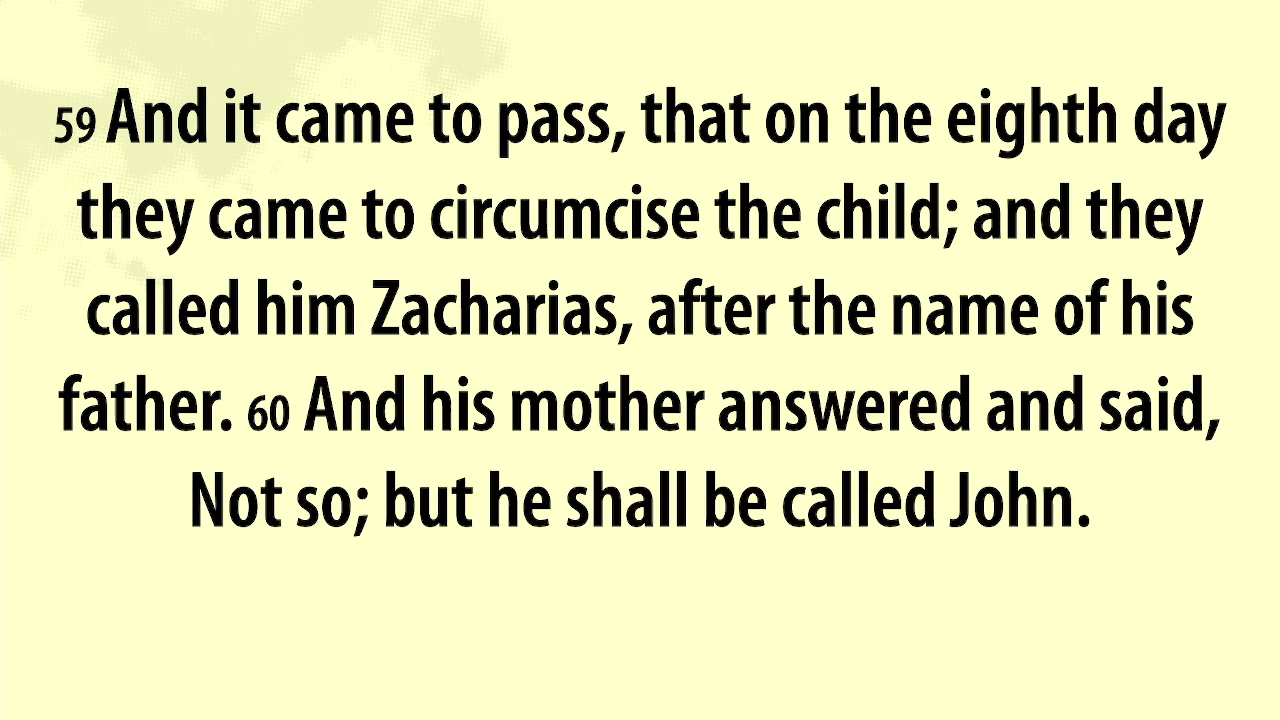 59 And it came to pass, that on the eighth day
they came to circumcise the child; and they
called him Zacharias, after the name of his
father. 60 And his mother answered and said,
Not so; but he shall be called John.